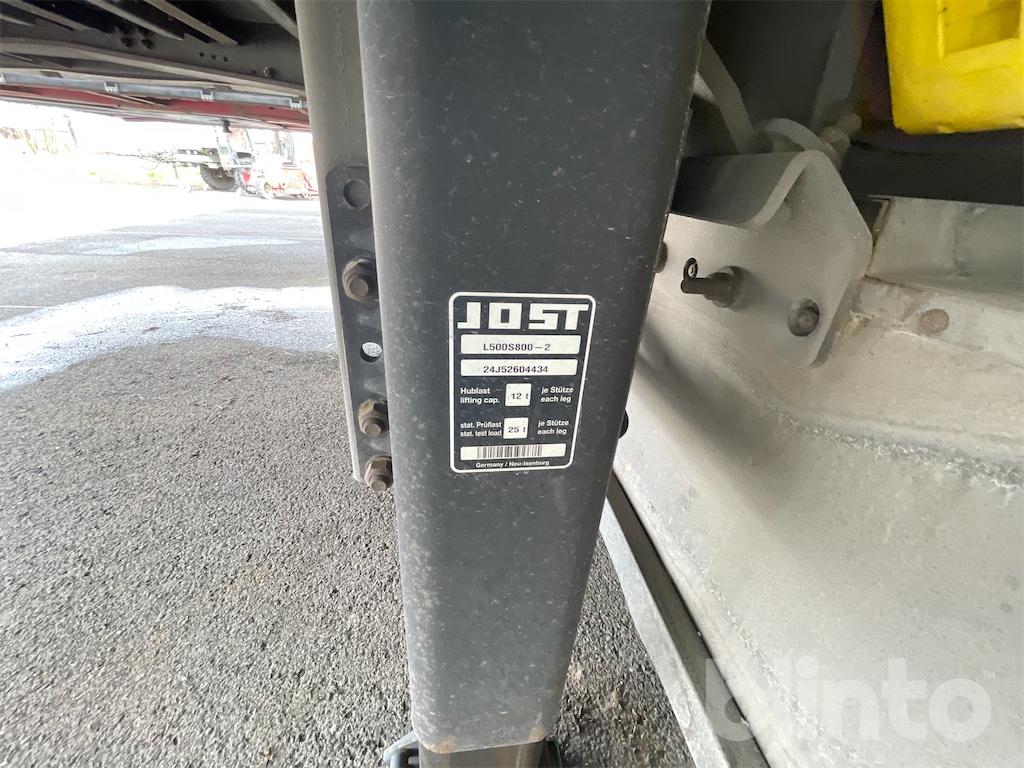 JOST
L500S800-2
24J52604434
Hublast 12 t je Stütze
lifting cap. each leg
stat. Prüflast 25 t je Stütze
stat. test load each leg
Germany / Neu-Isenburg
blinto™